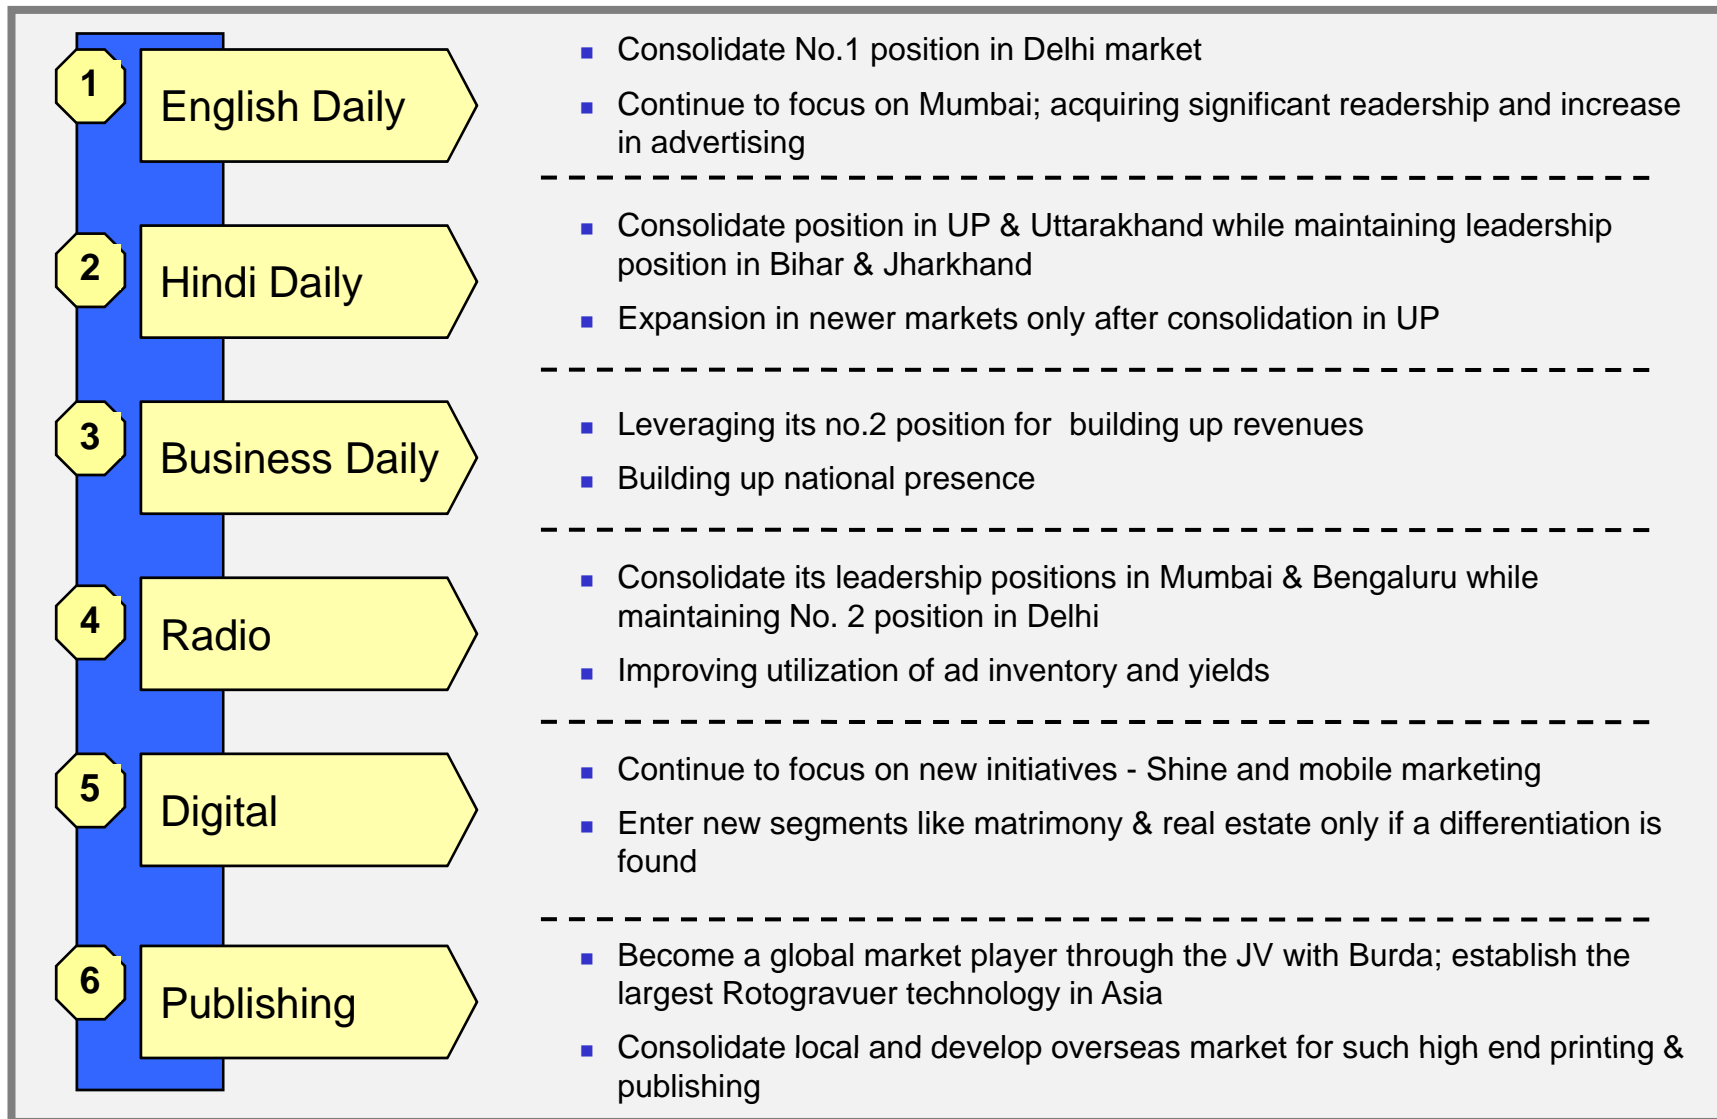 1
English Daily
Consolidate No.1 position in Delhi market
Continue to focus on Mumbai; acquiring significant readership and increase
in advertising
2
Hindi Daily
Consolidate position in UP & Uttarakhand while maintaining leadership
position in Bihar & Jharkhand
Expansion in newer markets only after consolidation in UP
3
Business Daily
Leveraging its no.2 position for  building up revenues
Building up national presence
4
Radio
Consolidate its leadership positions in Mumbai & Bengaluru while
maintaining No. 2 position in Delhi
Improving utilization of ad inventory and yields
5
Digital
Continue to focus on new initiatives - Shine and mobile marketing
Enter new segments like matrimony & real estate only if a differentiation is
found
6
Publishing
Become a global market player through the JV with Burda; establish the
largest Rotogravuer technology in Asia
Consolidate local and develop overseas market for such high end printing &
publishing